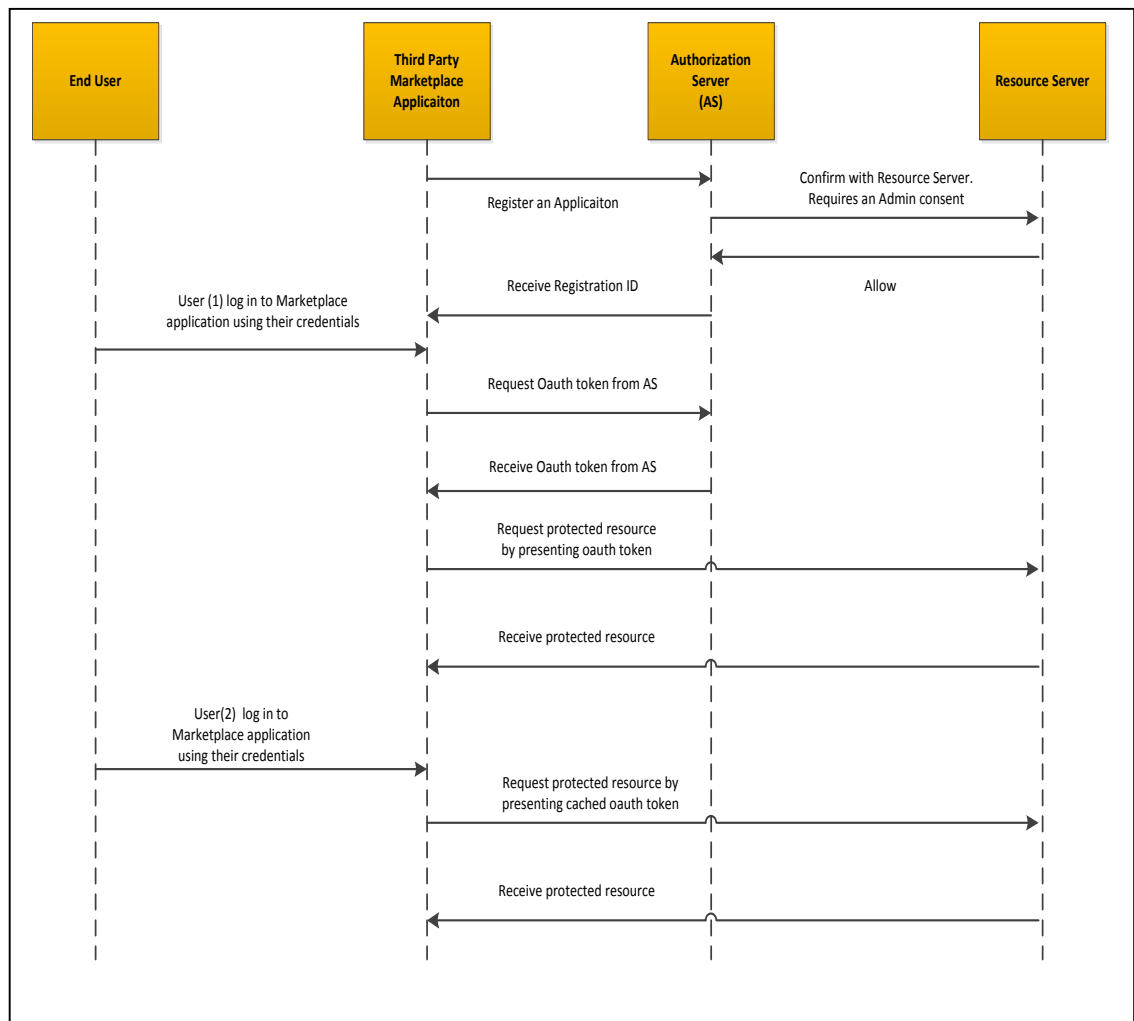 End User
Third Party
Marketplace
Applicaiton
Authorization
Server
(AS)
Resource Server
Register an Applicaiton
Confirm with Resource Server.
Requires an Admin consent
Allow
Receive Registration ID
User (1) log in to Marketplace
application using their credentials
Request Oauth token from AS
Receive Oauth token from AS
Request protected resource
by presenting oauth token
Receive protected resource
User(2) log in to
Marketplace application
using their credentials
Request protected resource by
presenting cached oauth token
Receive protected resource